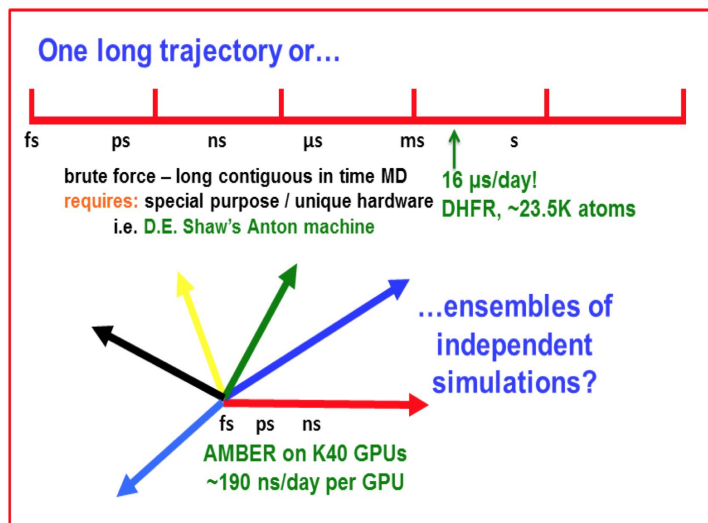 One long trajectory or…
fs ps ns μs ms s
brute force – long contiguous in time MD
requires: special purpose / unique hardware
i.e. D.E. Shaw's Anton machine
16 μs/day!
DHFR, ~23.5K atoms
…ensembles of
independent
simulations?
fs ps ns
AMBER on K40 GPUs
~190 ns/day per GPU